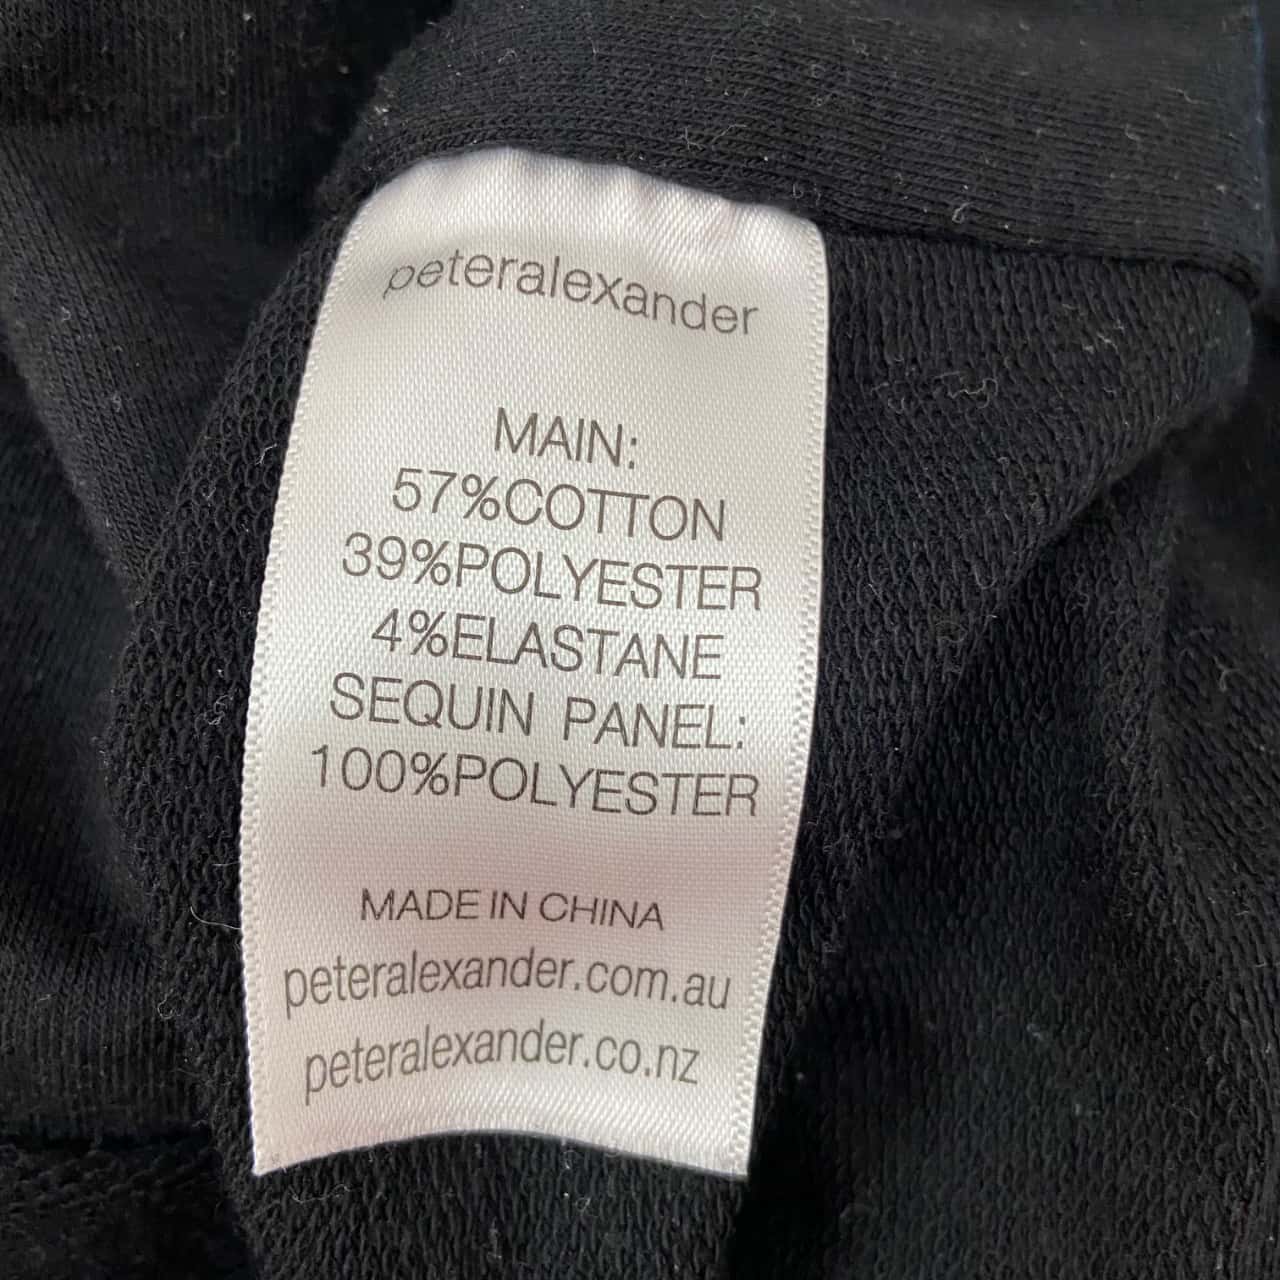 peteralexander
MAIN:
57%COTTON
39%POLYESTER
4%ELASTANE
SEQUIN PANEL:
100%POLYESTER
MADE IN CHINA
peteralexander.com.au
peteralexander.co.nz